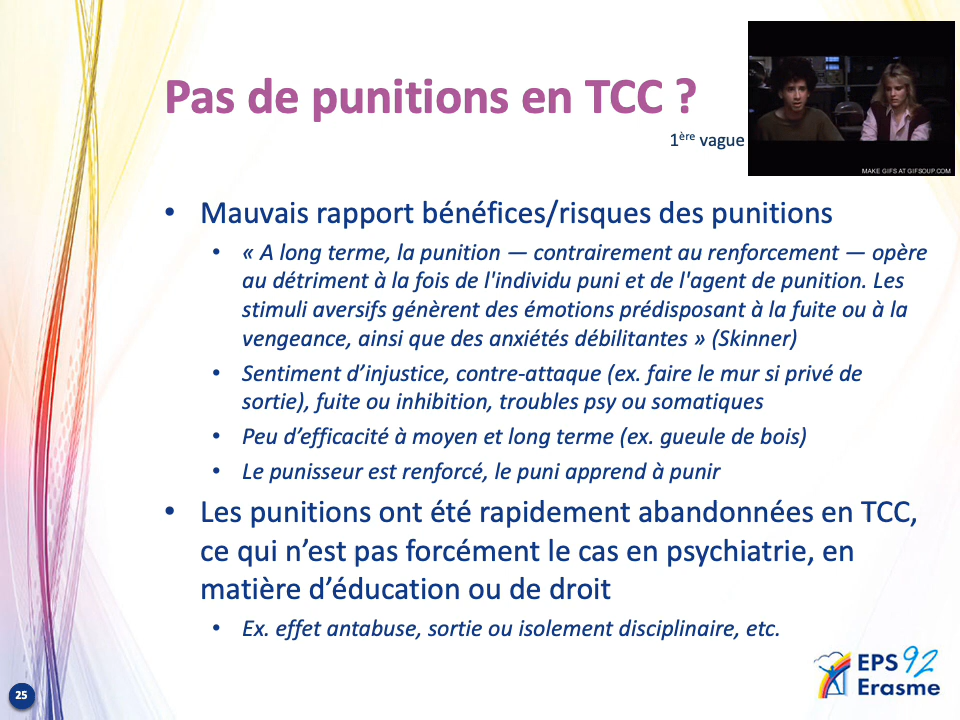 Pas de punitions en TCC ?
1ère vague
MAKE GIFS AT GIFSOUP.COM
• Mauvais rapport bénéfices/risques des punitions
• « A long terme, la punition — contrairement au renforcement — opère
au détriment à la fois de l'individu puni et de l'agent de punition. Les
stimuli aversifs génèrent des émotions prédisposant à la fuite ou à la
vengeance, ainsi que des anxiétés débilitantes » (Skinner)
• Sentiment d’injustice, contre-attaque (ex. faire le mur si privé de
sortie), fuite ou inhibition, troubles psy ou somatiques
• Peu d’efficacité à moyen et long terme (ex. gueule de bois)
• Le punisseur est renforcé, le puni apprend à punir
• Les punitions ont été rapidement abandonnées en TCC,
ce qui n’est pas forcément le cas en psychiatrie, en
matière d’éducation ou de droit
• Ex. effet antabuse, sortie ou isolement disciplinaire, etc.
25
EPS 92
Erasme